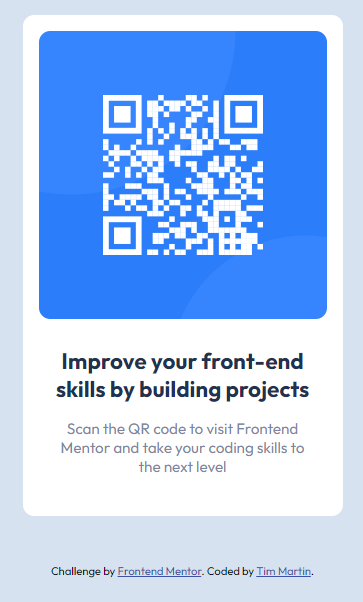 Improve your front-end
skills by building projects
Scan the QR code to visit Frontend
Mentor and take your coding skills to
the next level
Challenge by Frontend Mentor. Coded by Tim Martin.